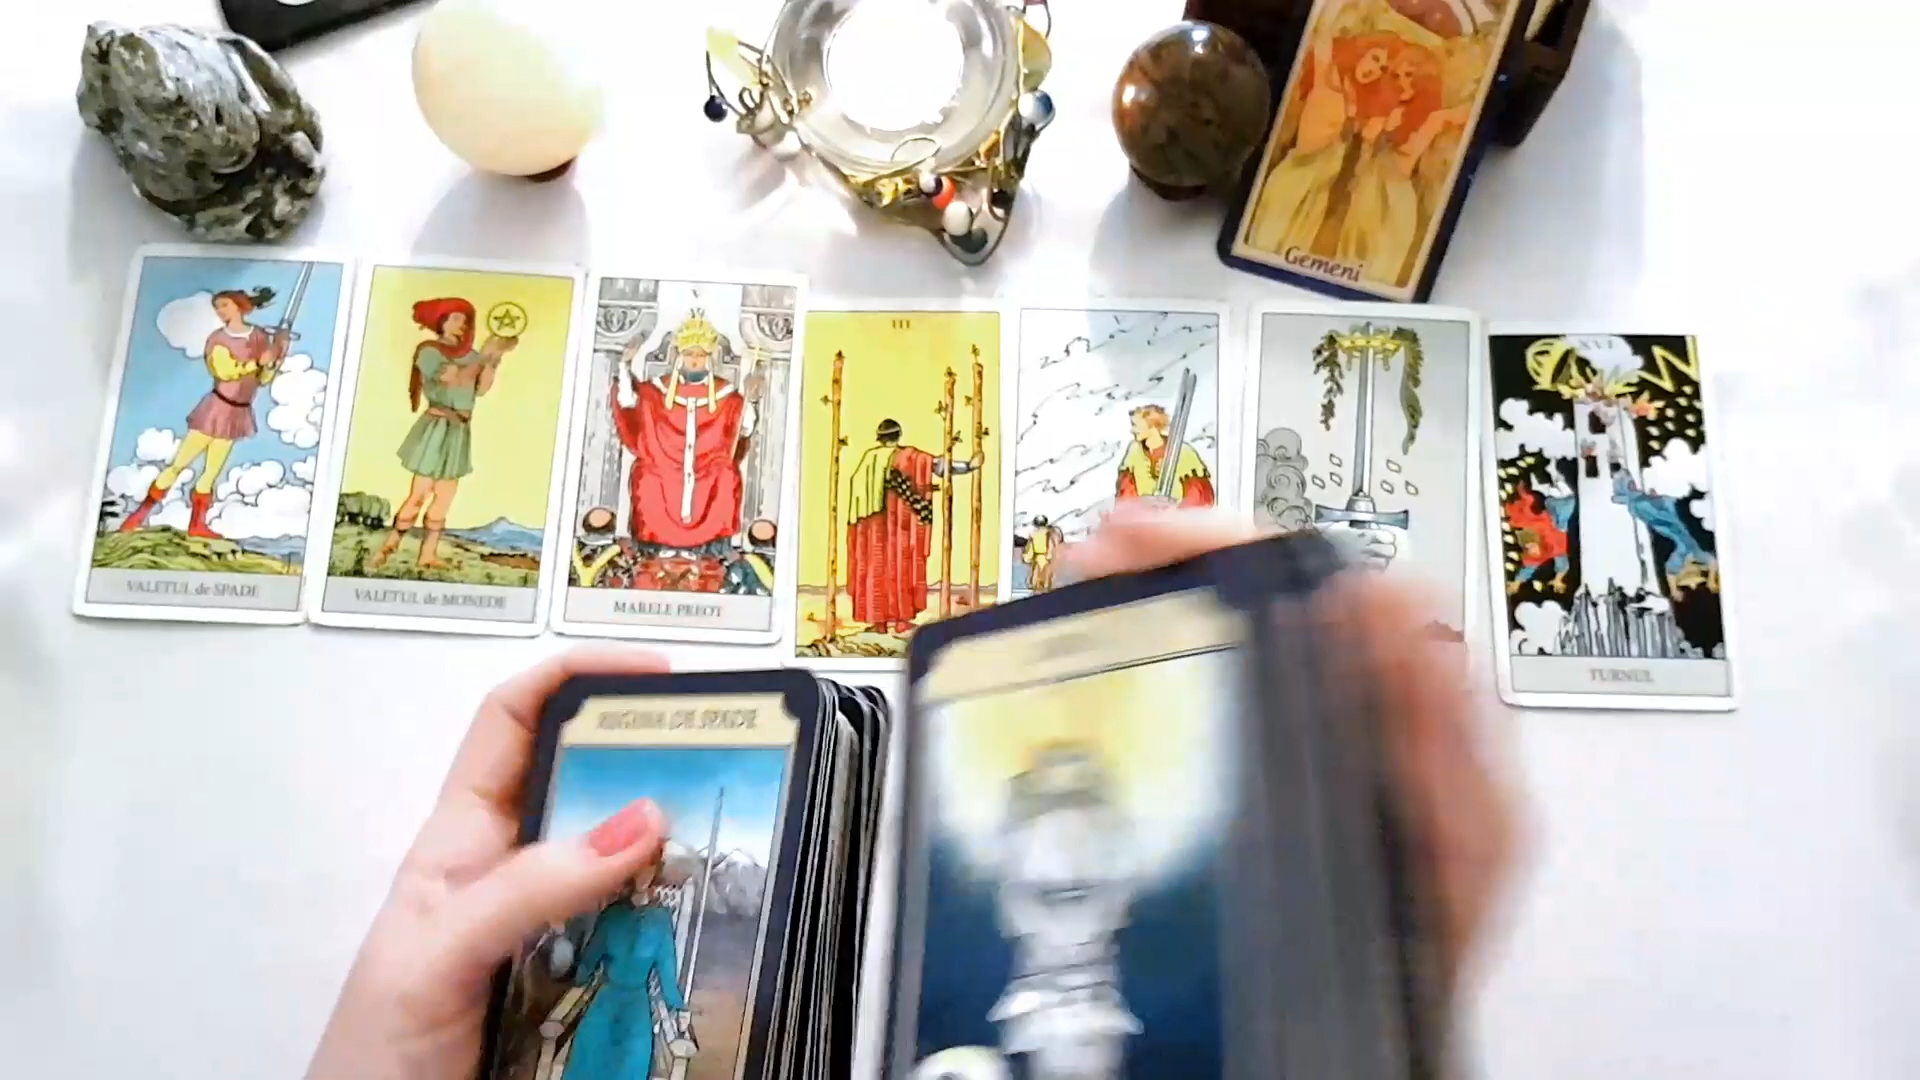 Gemeni
III
XVI
VALETUL de SPADE
VALETUL de MONEDE
MARELE PREOT
TURNUL
REGINA DE SPADE